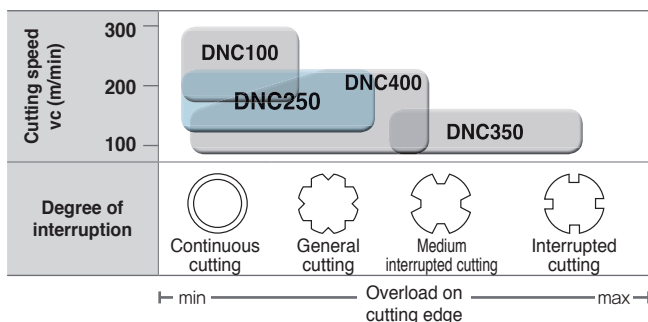 Cutting speed
vc (m/min)
300
200
100
DNC100
DNC400
DNC250
DNC350
Degree of
interruption
Continuous
cutting
General
cutting
Medium
interrupted cutting
Interrupted
cutting
min
Overload on
cutting edge
max